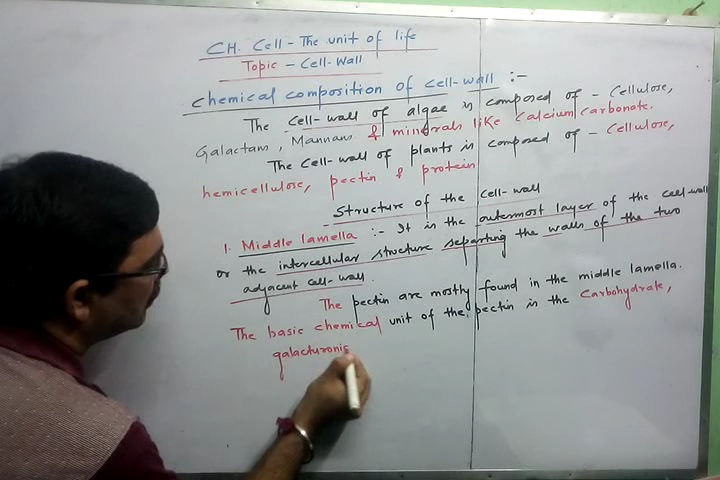 CH. Cell - The unit of life
Topic - Cell-Wall
Chemical composition of cell-wall :-
The cell-wall of algae is composed of - Cellulose,
Galactans, Mannans & minerals like Calcium Carbonate.
The cell-wall of plants is composed of - Cellulose,
hemicellulose, pectin & protein
Structure of the cell-wall
1. Middle lamella :- It is the outermost layer of the cell-wall
or the intercellular structure separting the walls of the two
adjacent cell-wall.
The pectin are mostly found in the middle lamella.
The basic chemical unit of the pectin is the Carbohydrate,
galacturonic